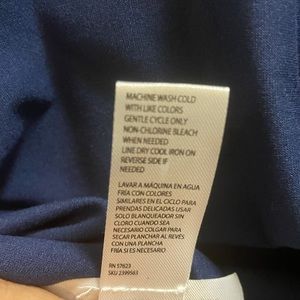 MACHINE WASH COLD
WITH LIKE COLORS
GENTLE CYCLE ONLY
NON-CHLORINE BLEACH
WHEN NEEDED
LINE DRY COOL IRON ON
REVERSE SIDE IF
NEEDED
LAVAR A MÁQUINA EN AGUA
FRÍA CON COLORES
SIMILARES EN EL CICLO PARA
PRENDAS DELICADAS USAR
SOLO BLANQUEADOR SIN
CLORO CUANDO SEA
NECESARIO COLGAR PARA
SECAR PLANCHAR AL REVÉS
CON UNA PLANCHA
FRÍA SI ES NECESARIO
RN 57623
SKU 2399563